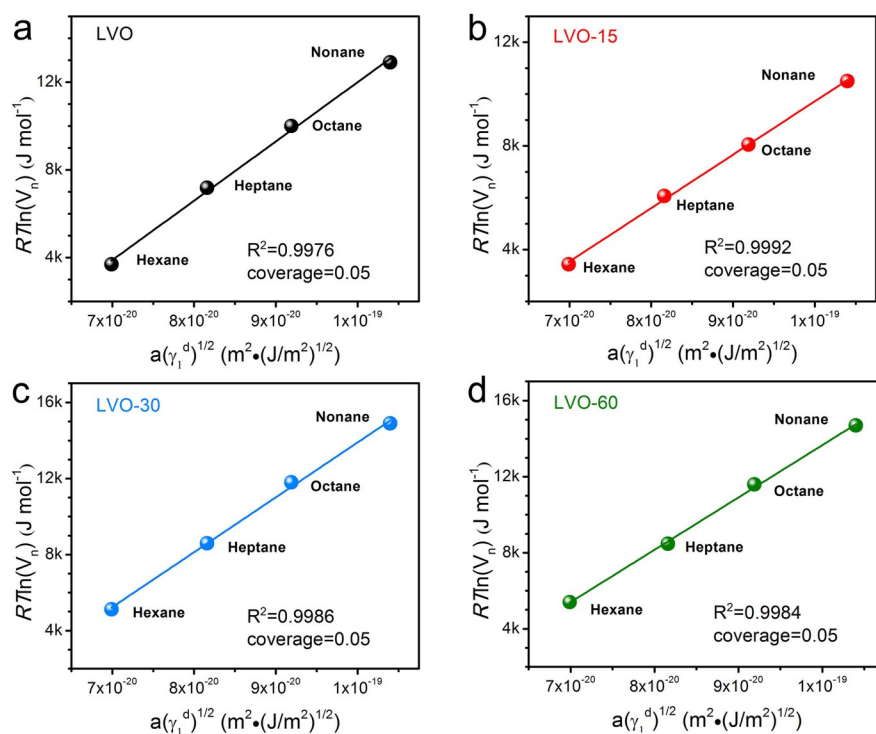 a
LVO
12k
8k
4k
RTln(Vₙ) (J mol⁻¹)
Nonane
Octane
Heptane
Hexane
R²=0.9976
coverage=0.05
7x10⁻²⁰ 8x10⁻²⁰ 9x10⁻²⁰ 1x10⁻¹⁹
a(γ₁ᵈ)¹/² (m²•(J/m²)¹/²)
b
LVO-15
12k
8k
4k
RTln(Vₙ) (J mol⁻¹)
Nonane
Octane
Heptane
Hexane
R²=0.9992
coverage=0.05
7x10⁻²⁰ 8x10⁻²⁰ 9x10⁻²⁰ 1x10⁻¹⁹
a(γ₁ᵈ)¹/² (m²•(J/m²)¹/²)
c
LVO-30
16k
12k
8k
4k
RTln(Vₙ) (J mol⁻¹)
Nonane
Octane
Heptane
Hexane
R²=0.9986
coverage=0.05
7x10⁻²⁰ 8x10⁻²⁰ 9x10⁻²⁰ 1x10⁻¹⁹
a(γ₁ᵈ)¹/² (m²•(J/m²)¹/²)
d
LVO-60
16k
12k
8k
4k
RTln(Vₙ) (J mol⁻¹)
Nonane
Octane
Heptane
Hexane
R²=0.9984
coverage=0.05
7x10⁻²⁰ 8x10⁻²⁰ 9x10⁻²⁰ 1x10⁻¹⁹
a(γ₁ᵈ)¹/² (m²•(J/m²)¹/²)